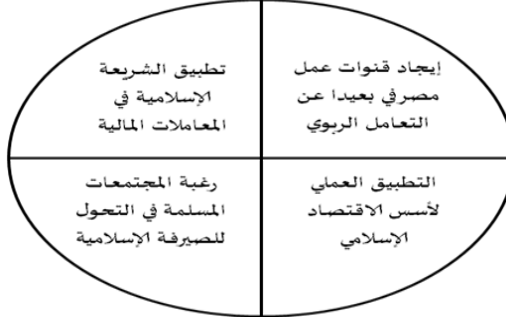 إيجاد قنوات عمل
مصرفي بعيدا عن
التعامل الربوي
تطبيق الشريعة
الإسلامية في
المعاملات المالية
التطبيق العملي
لأسس الاقتصاد
الإسلامي
رغبة المجتمعات
المسلمة في التحول
للصيرفة الإسلامية